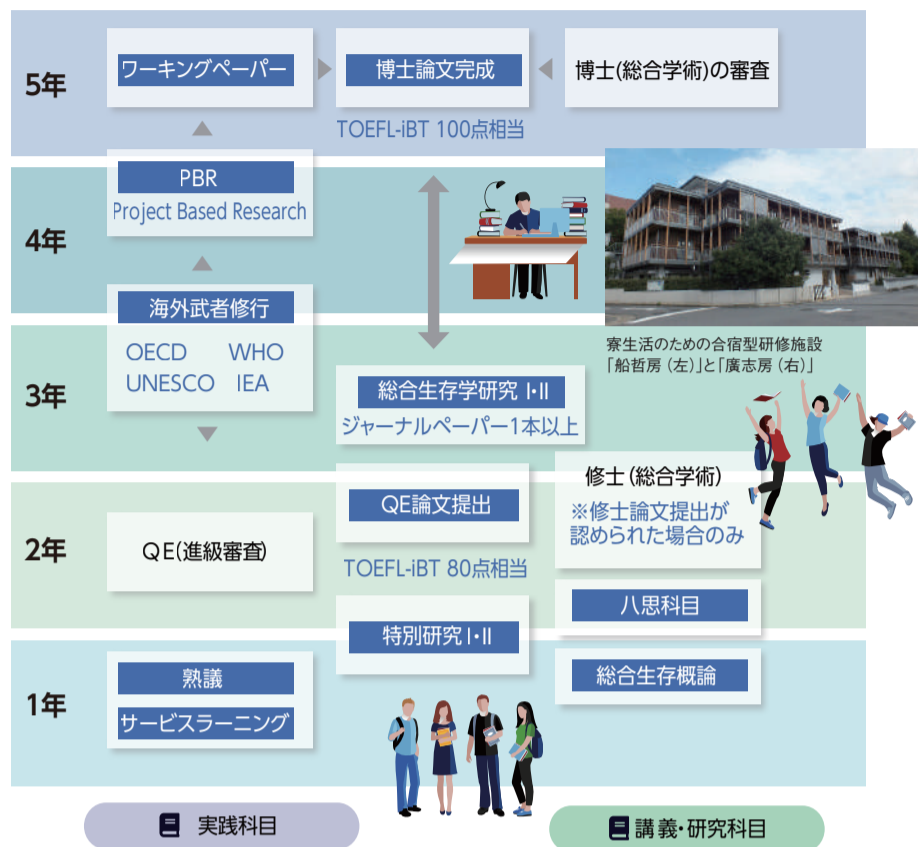 5年
ワーキングペーパー
博士論文完成
博士(総合学術)の審査
TOEFL-iBT 100点相当
4年
PBR
Project Based Research
海外武者修行
OECD WHO
UNESCO IEA
寮生活のための合宿型研修施設
「船哲房(左)」と「廣志房(右)」
3年
総合生存学研究 I・II
ジャーナルペーパー1本以上
2年
QE(進級審査)
QE論文提出
TOEFL-iBT 80点相当
修士(総合学術)
※修士論文提出が
認められた場合のみ
八思科目
特別研究 I・II
1年
熟議
サービスラーニング
総合生存概論
実践科目
講義・研究科目